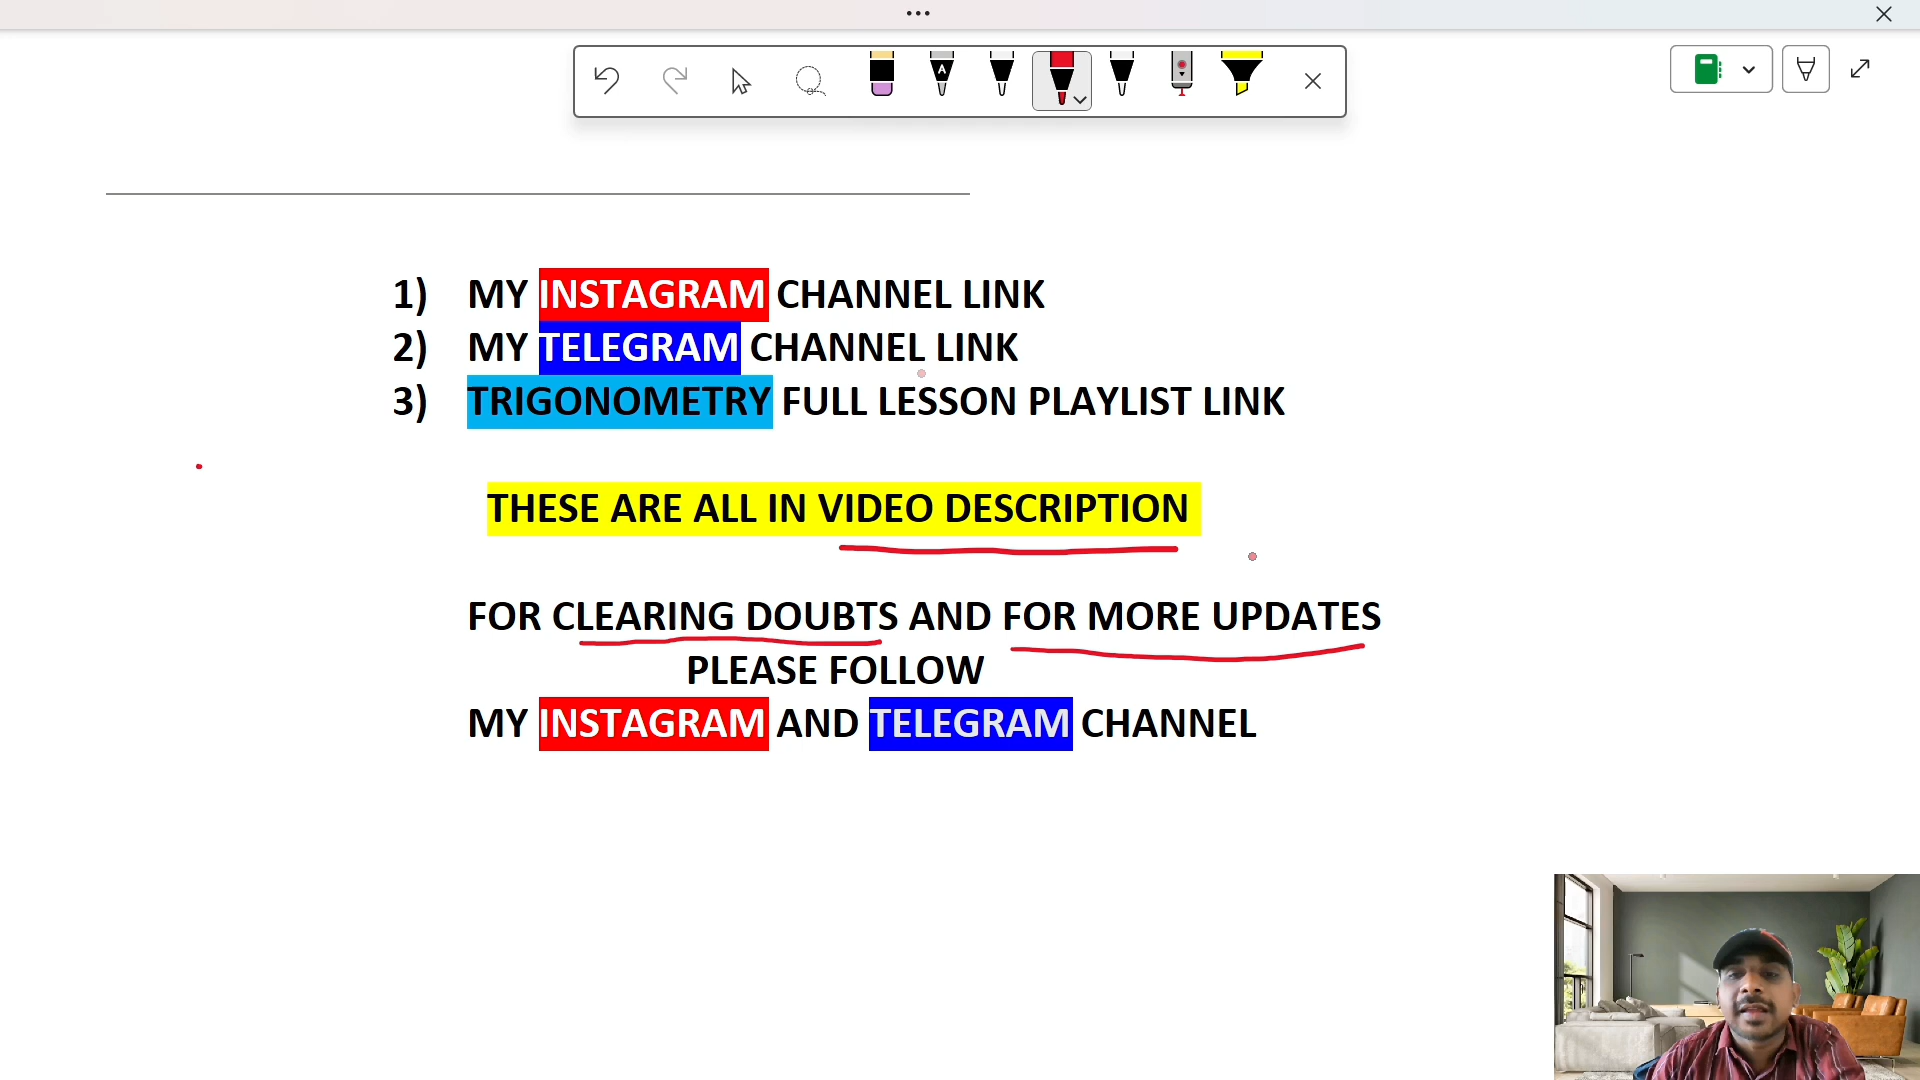 1) MY INSTAGRAM CHANNEL LINK
2) MY TELEGRAM CHANNEL LINK
3) TRIGONOMETRY FULL LESSON PLAYLIST LINK
THESE ARE ALL IN VIDEO DESCRIPTION
FOR CLEARING DOUBTS AND FOR MORE UPDATES
PLEASE FOLLOW
MY INSTAGRAM AND TELEGRAM CHANNEL